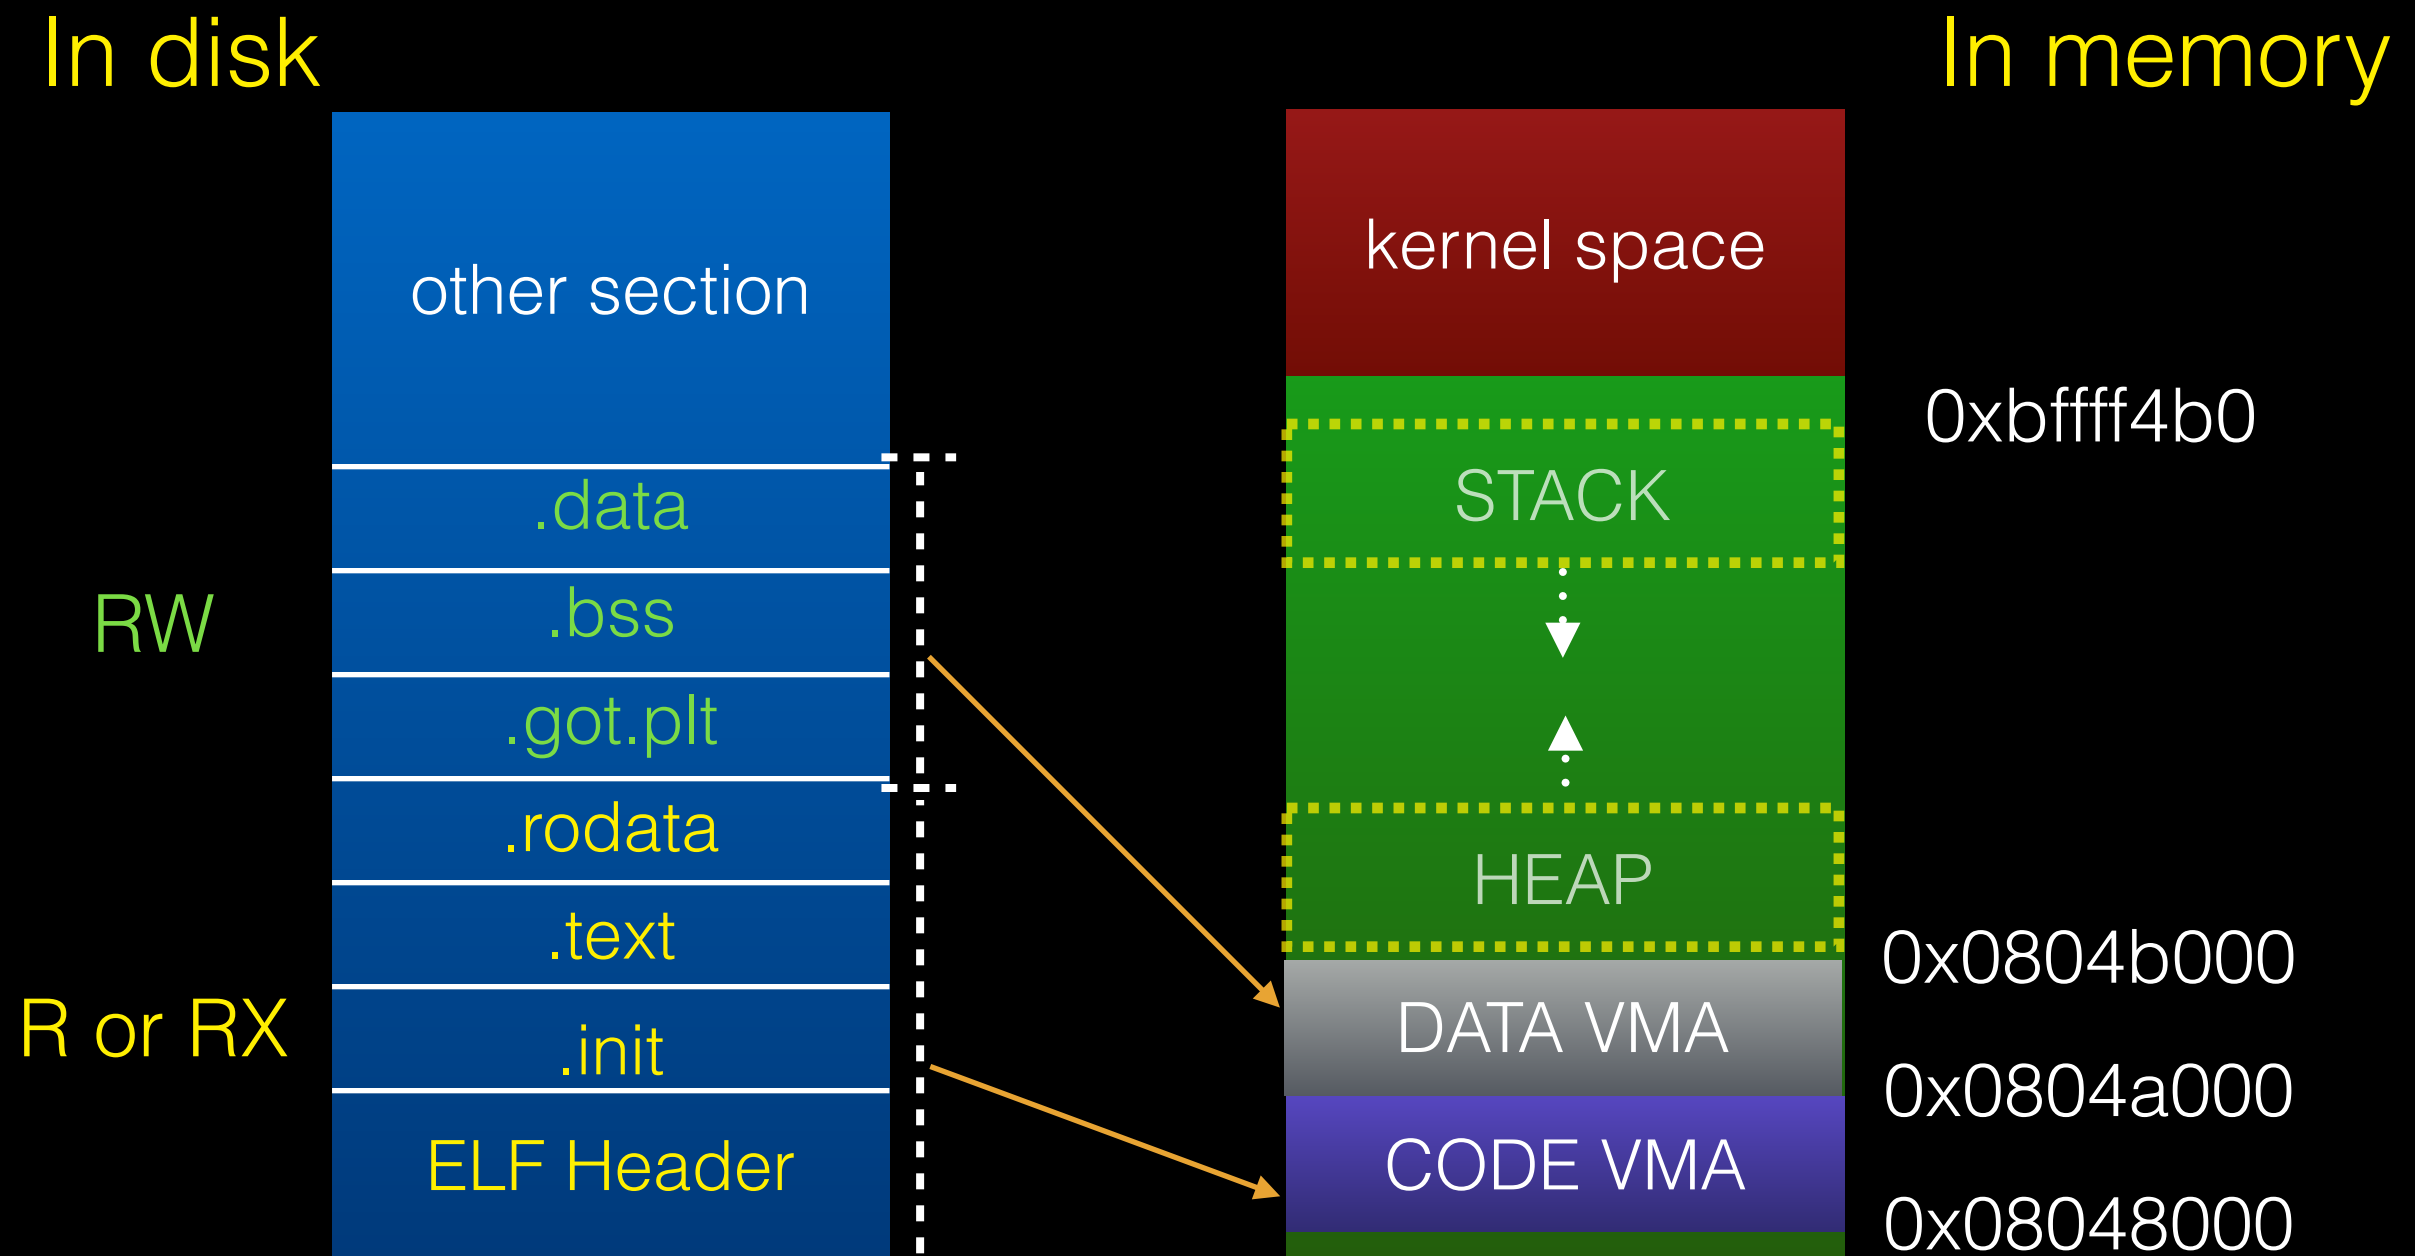 In disk
In memory
other section
.data
.bss
.got.plt
.rodata
.text
.init
ELF Header
RW
R or RX
kernel space
STACK
HEAP
DATA VMA
CODE VMA
0xbffff4b0
0x0804b000
0x0804a000
0x08048000